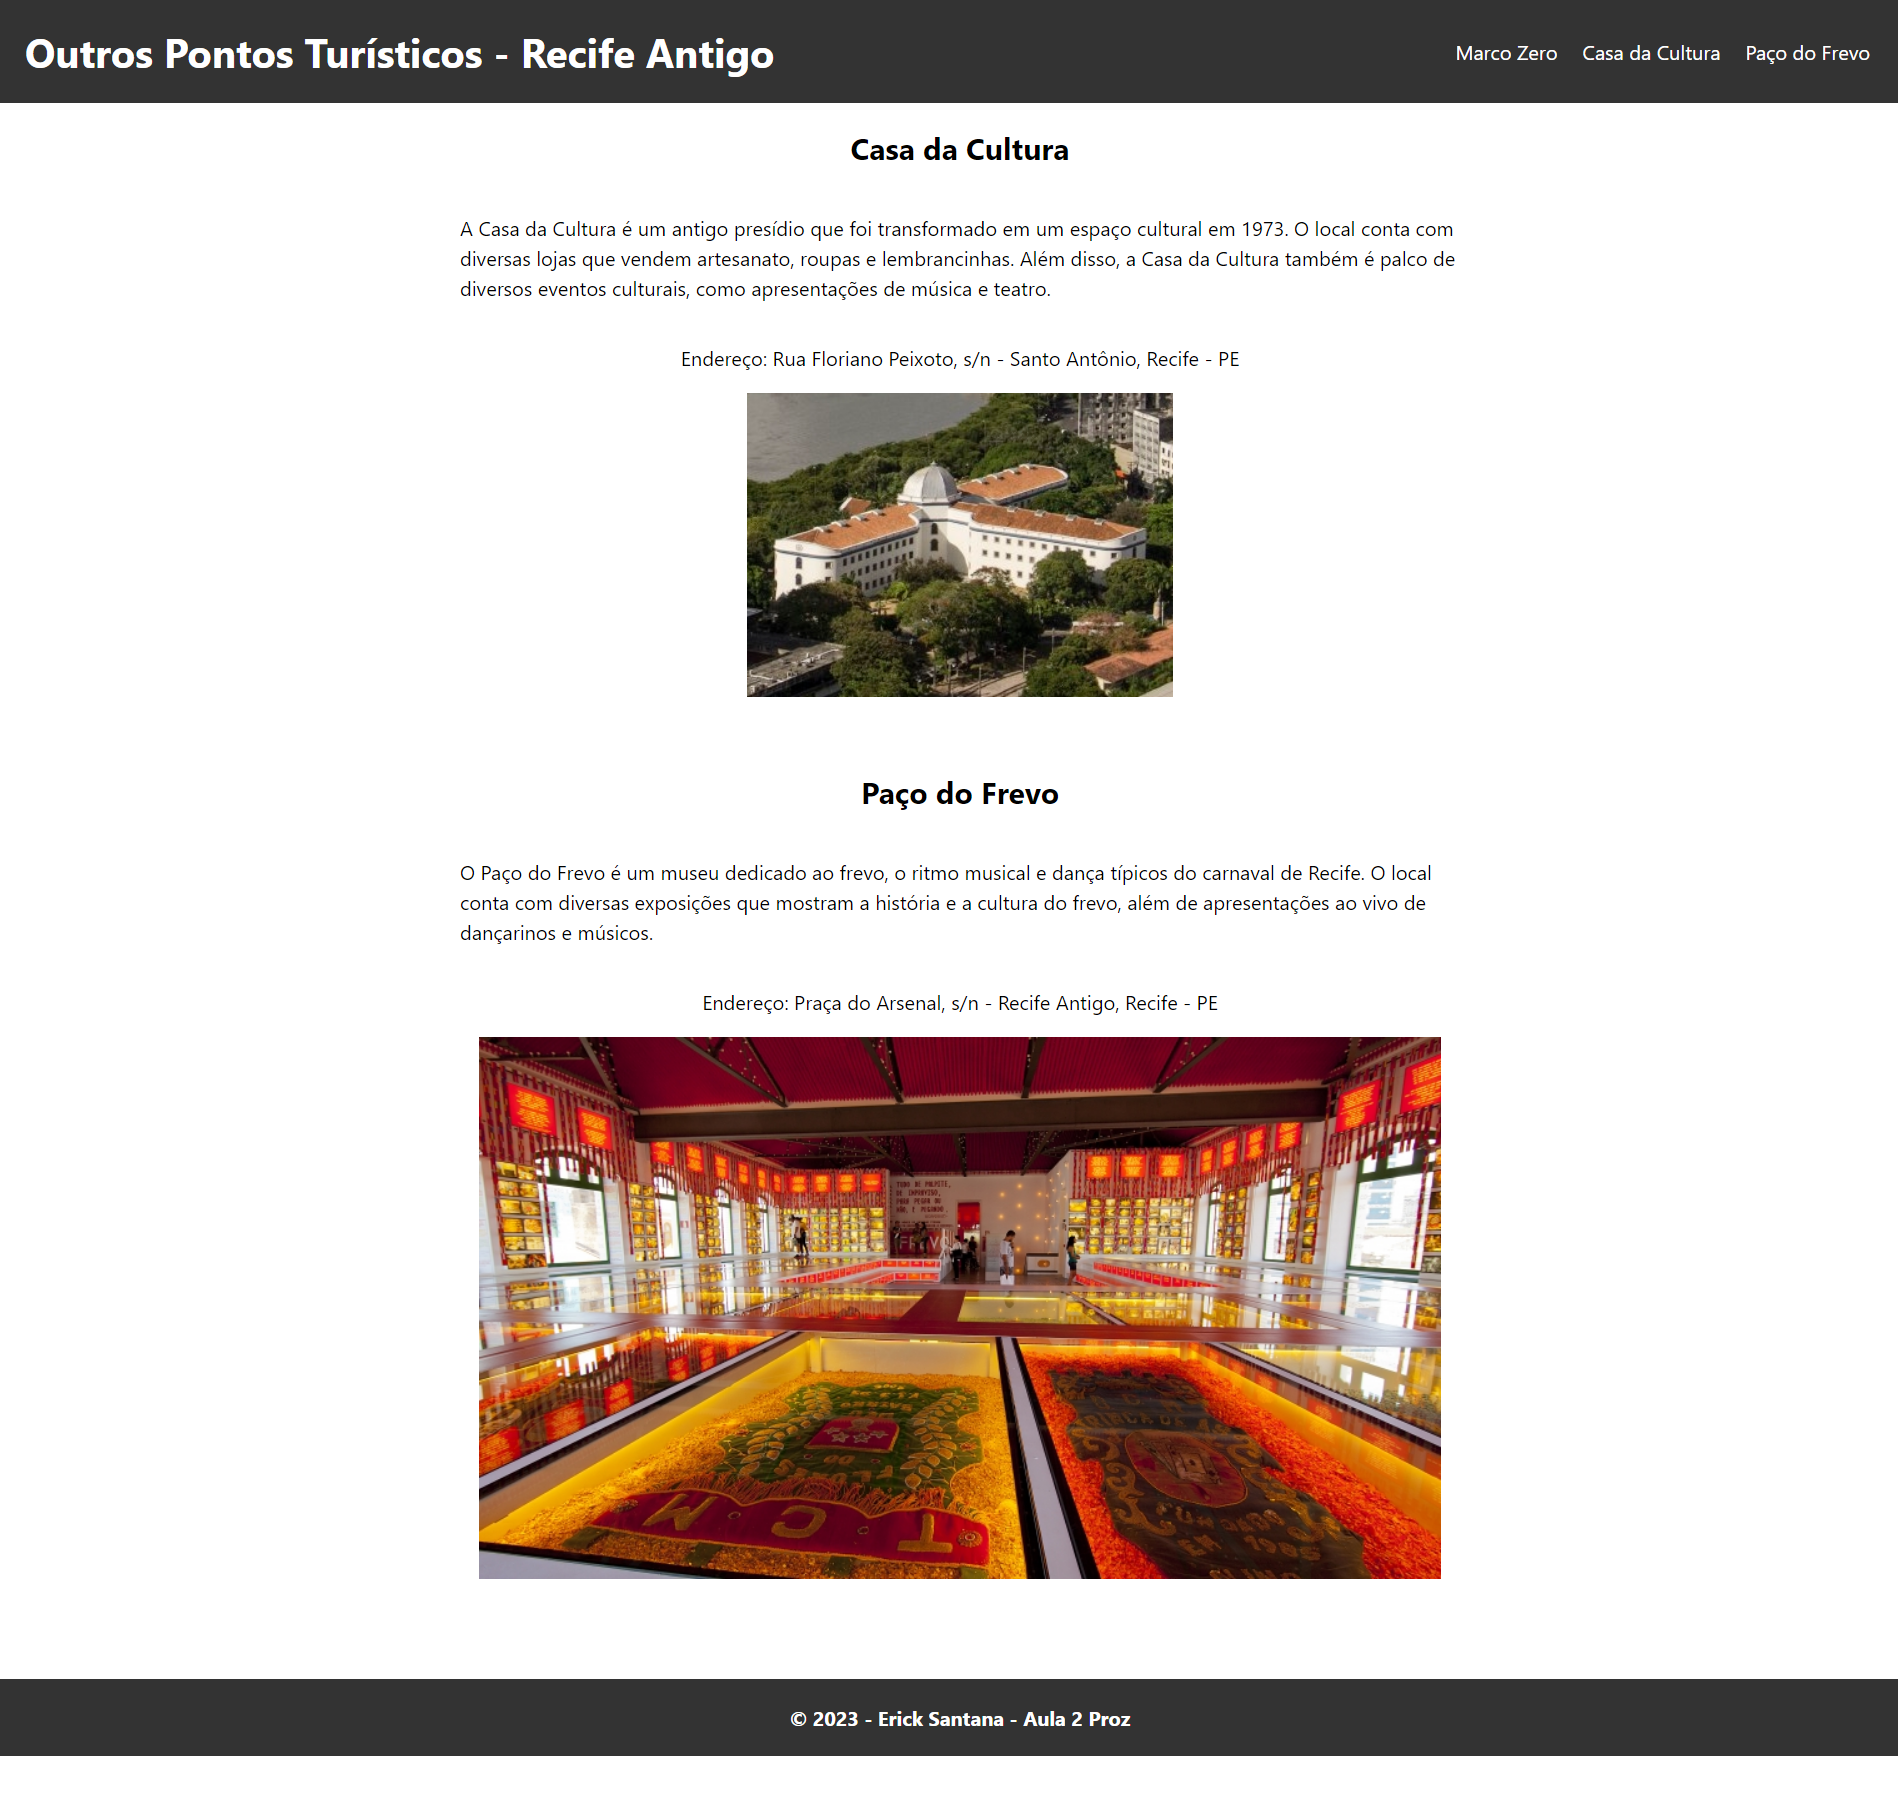 Outros Pontos Turísticos - Recife Antigo
Marco Zero Casa da Cultura Paço do Frevo
Casa da Cultura
A Casa da Cultura é um antigo presídio que foi transformado em um espaço cultural em 1973. O local conta com
diversas lojas que vendem artesanato, roupas e lembrancinhas. Além disso, a Casa da Cultura também é palco de
diversos eventos culturais, como apresentações de música e teatro.
Endereço: Rua Floriano Peixoto, s/n - Santo Antônio, Recife - PE
Paço do Frevo
O Paço do Frevo é um museu dedicado ao frevo, o ritmo musical e dança típicos do carnaval de Recife. O local
conta com diversas exposições que mostram a história e a cultura do frevo, além de apresentações ao vivo de
dançarinos e músicos.
Endereço: Praça do Arsenal, s/n - Recife Antigo, Recife - PE
FREVO
T C M
© 2023 - Erick Santana - Aula 2 Proz